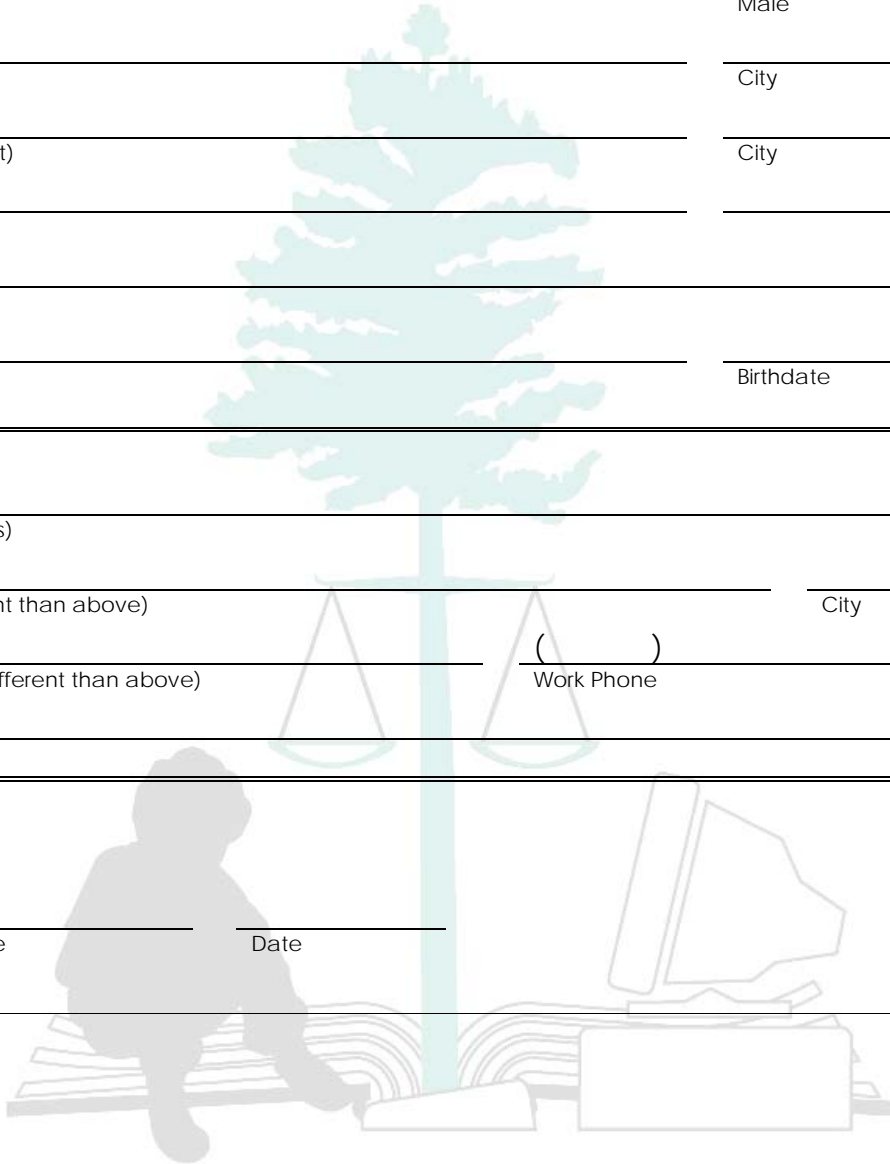 Male
City
t) City
Birthdate
s)
nt than above) City
( )
fferent than above) Work Phone
e Date